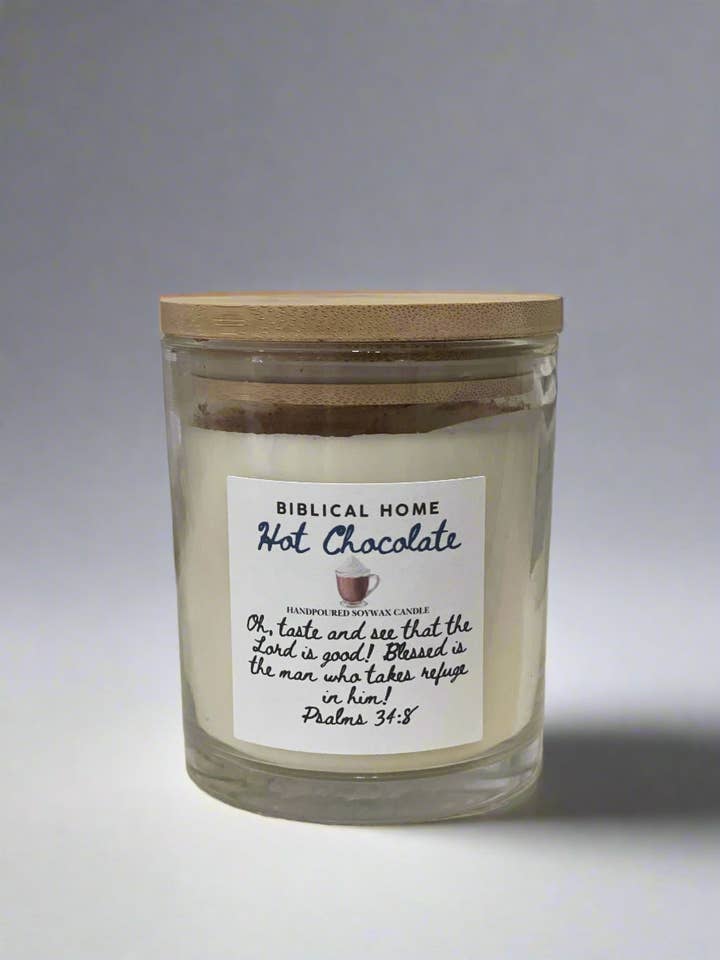 BIBLICAL HOME
Hot Chocolate
HANDPOURED SOYWAX CANDLE
Oh, taste and see that the
Lord is good! Blessed is
the man who takes refuge
in him!
Psalms 34:8